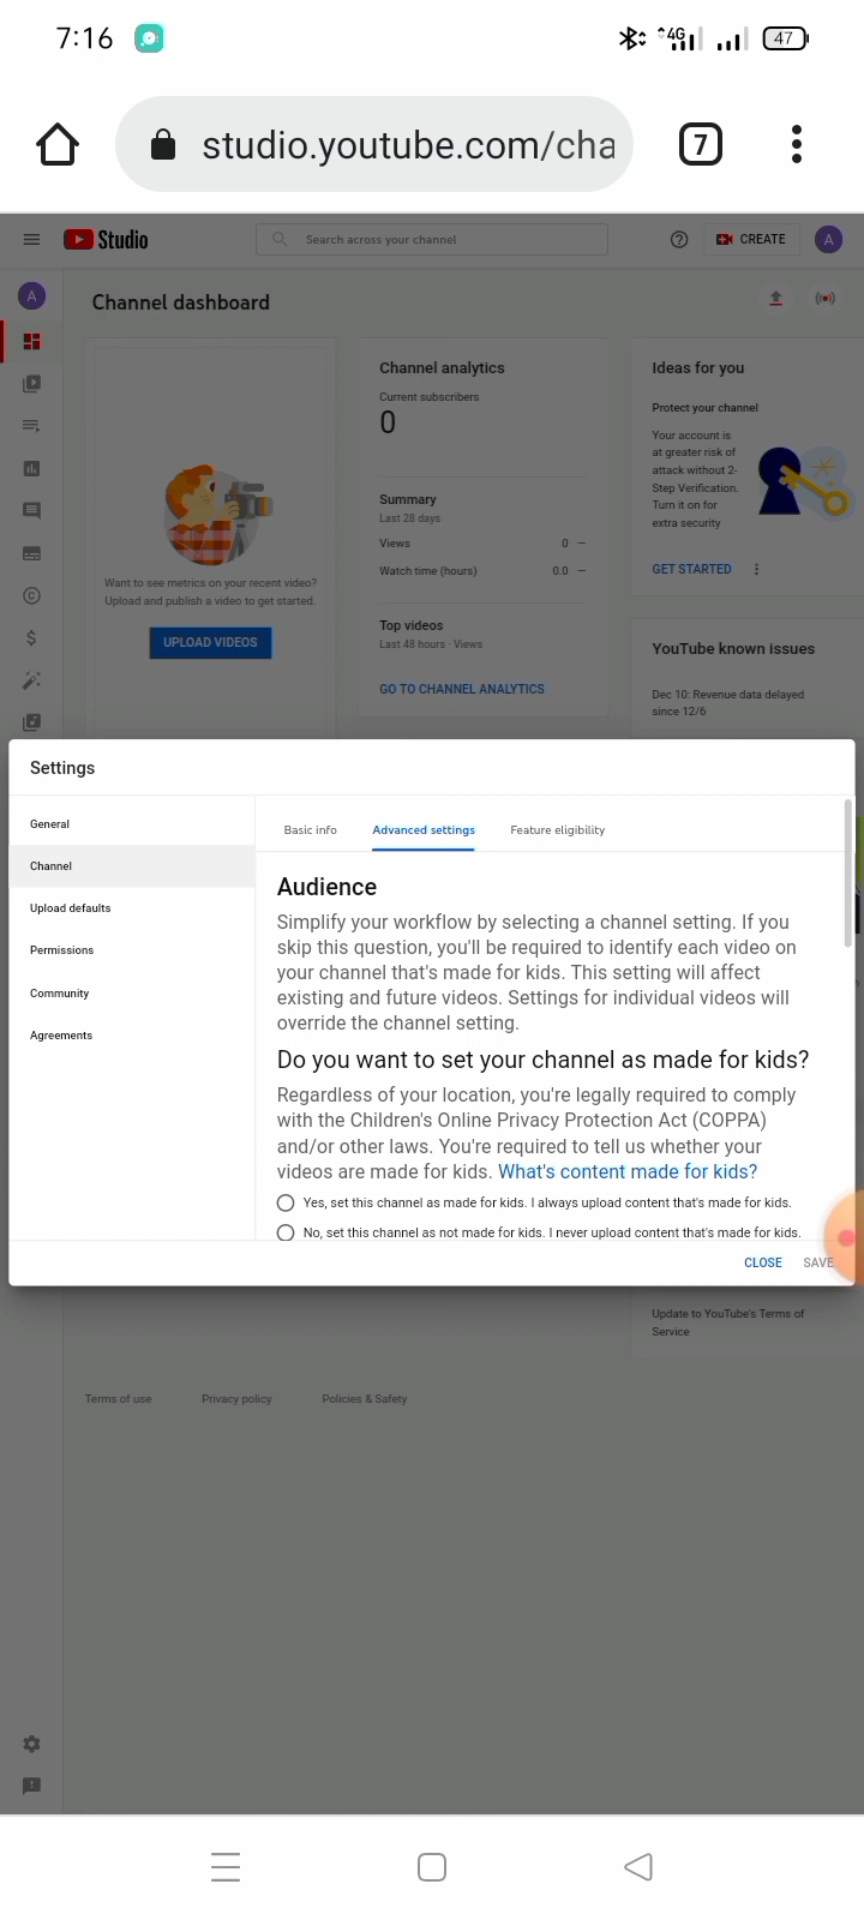 7:16
4G
47
studio.youtube.com/cha
7
Studio
Search across your channel
CREATE
A
A
Channel dashboard
Want to see metrics on your recent video?
Upload and publish a video to get started.
UPLOAD VIDEOS
Channel analytics
Current subscribers
0
Summary
Last 28 days
Views 0 —
Watch time (hours) 0.0 —
Top videos
Last 48 hours · Views
GO TO CHANNEL ANALYTICS
Ideas for you
Protect your channel
Your account is
at greater risk of
attack without 2-
Step Verification.
Turn it on for
extra security
GET STARTED
YouTube known issues
Dec 10: Revenue data delayed
since 12/6
Settings
General
Channel
Upload defaults
Permissions
Community
Agreements
Basic info
Advanced settings
Feature eligibility
Audience
Simplify your workflow by selecting a channel setting. If you
skip this question, you'll be required to identify each video on
your channel that's made for kids. This setting will affect
existing and future videos. Settings for individual videos will
override the channel setting.
Do you want to set your channel as made for kids?
Regardless of your location, you're legally required to comply
with the Children's Online Privacy Protection Act (COPPA)
and/or other laws. You're required to tell us whether your
videos are made for kids. What's content made for kids?
Yes, set this channel as made for kids. I always upload content that's made for kids.
No, set this channel as not made for kids. I never upload content that's made for kids.
CLOSE
SAVE
Update to YouTube's Terms of
Service
Terms of use
Privacy policy
Policies & Safety